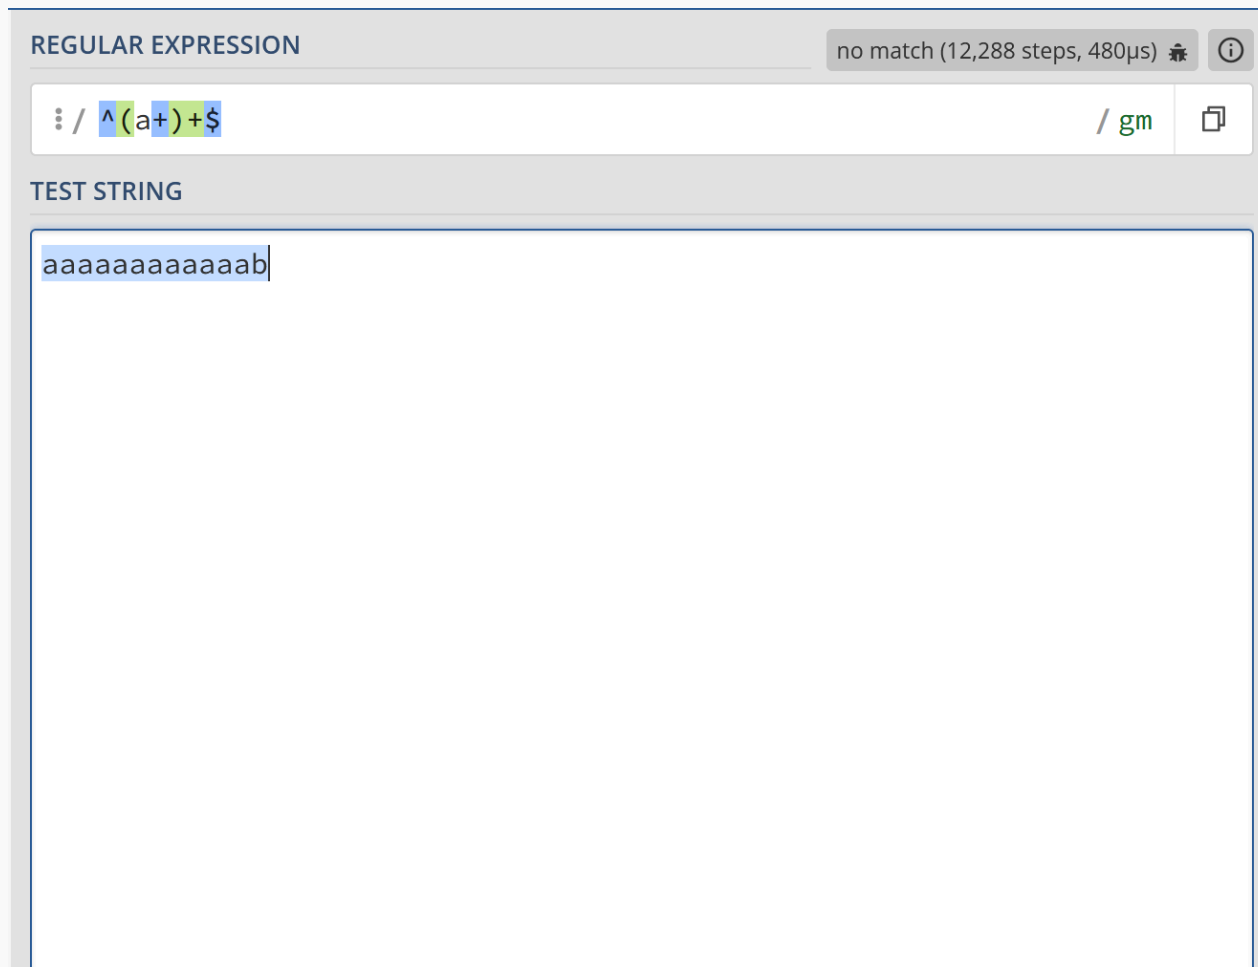 REGULAR EXPRESSION
no match (12,288 steps, 480μs)
/ ^(a+)+$ / gm
TEST STRING
aaaaaaaaaaaab